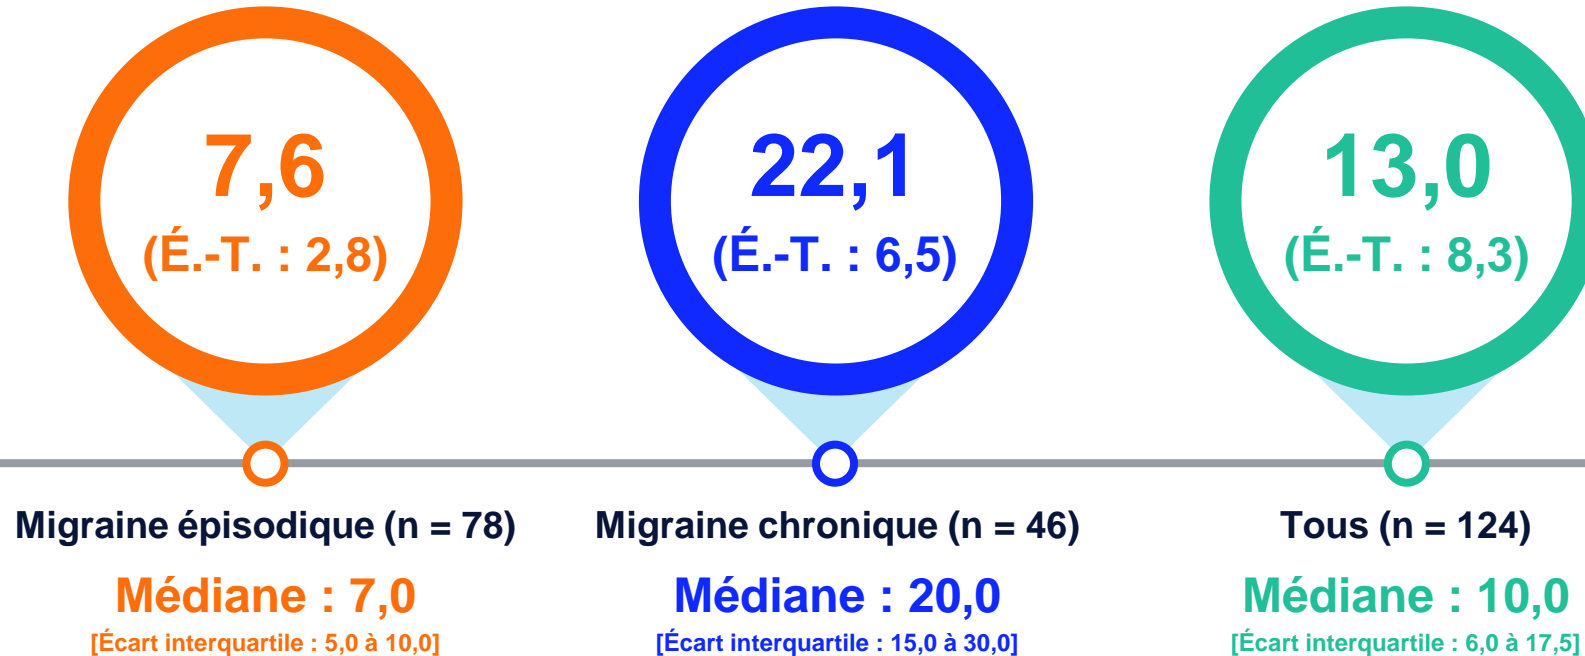 7,6
(É.-T. : 2,8)
22,1
(É.-T. : 6,5)
13,0
(É.-T. : 8,3)
Migraine épisodique (n = 78)
Migraine chronique (n = 46)
Tous (n = 124)
Médiane : 7,0
Médiane : 20,0
Médiane : 10,0
[Écart interquartile : 5,0 à 10,0]
[Écart interquartile : 15,0 à 30,0]
[Écart interquartile : 6,0 à 17,5]